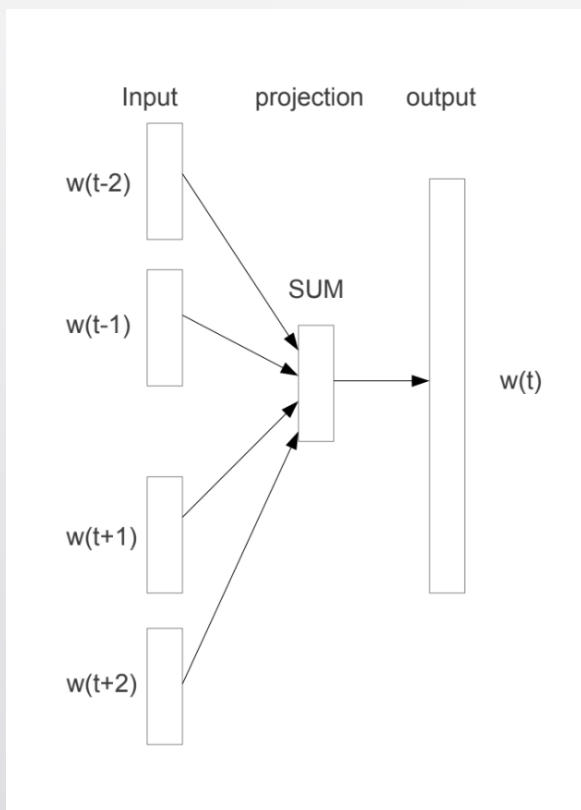 Input projection output
w(t-2)
SUM
w(t-1)
w(t)
w(t+1)
w(t+2)